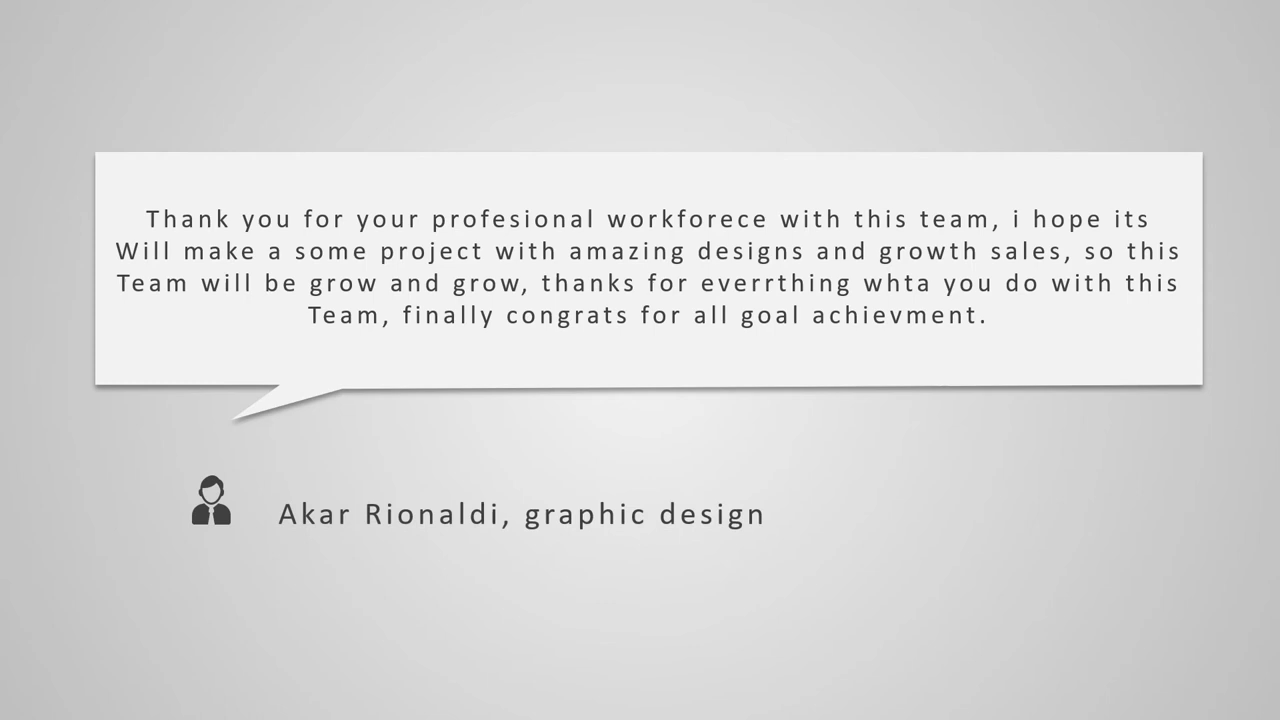 Thank you for your profesional workforece with this team, i hope its
Will make a some project with amazing designs and growth sales, so this
Team will be grow and grow, thanks for everrthing whta you do with this
Team, finally congrats for all goal achievment.
Akar Rionaldi, graphic design